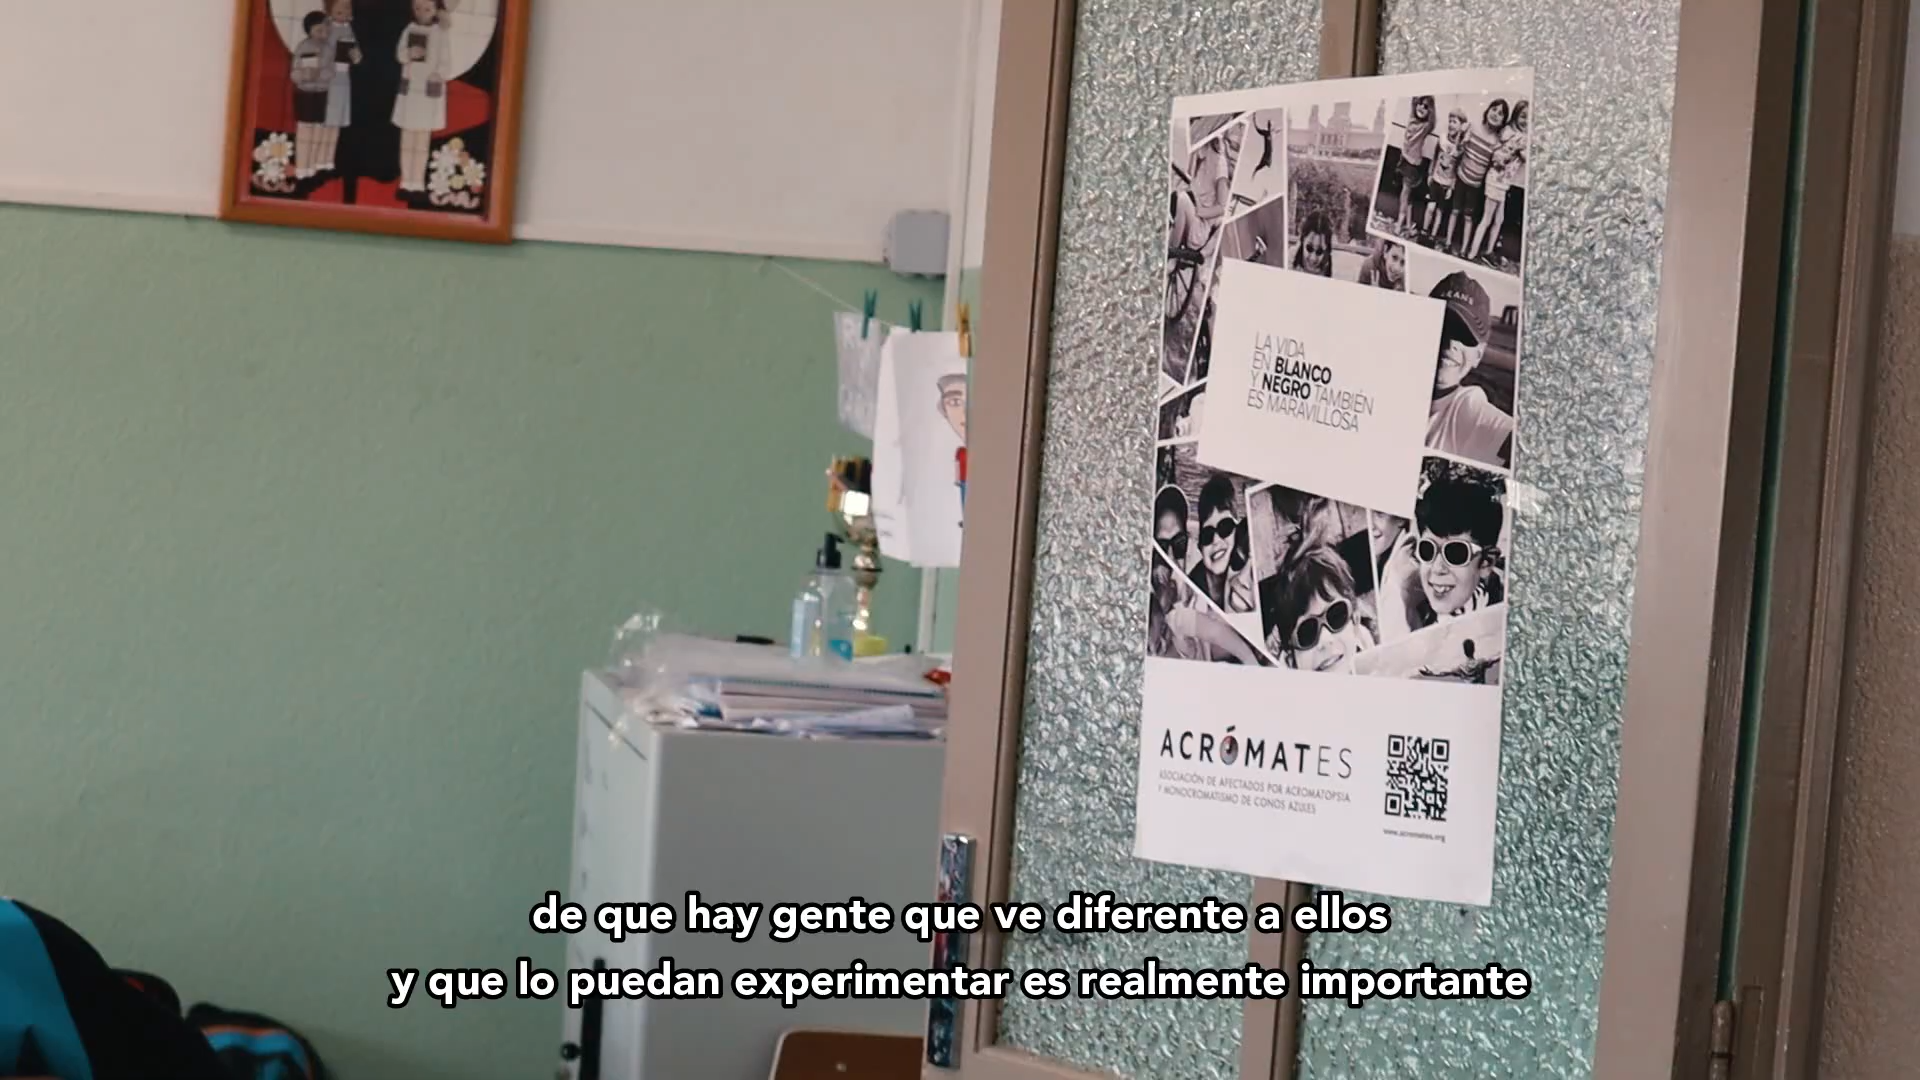 JEANS
LA VIDA
EN BLANCO
Y NEGRO TAMBIÉN
ES MARAVILLOSA
ACRÓMATES
ASOCIACIÓN DE AFECTADOS POR ACROMATOPSIA
Y MONOCROMATISMO DE CONOS AZULES
www.acromates.org
de que hay gente que ve diferente a ellos
y que lo puedan experimentar es realmente importante